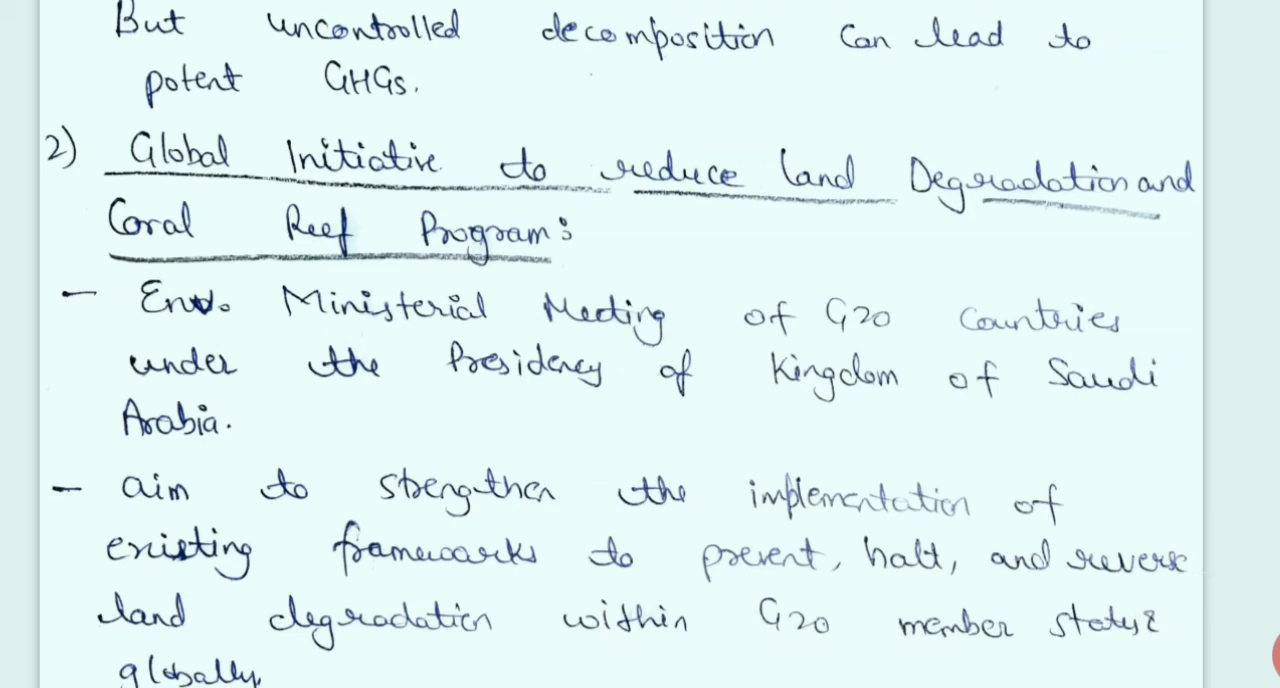 But uncontrolled decomposition can lead to
potent GHGs.
2) Global Initiative to reduce land Degradation and
Coral Reef Program:
- Env. Ministerial Meeting of G20 countries
under the Presidency of Kingdom of Saudi
Arabia.
- aim to strengthen the implementation of
existing frameworks to prevent, halt, and reverse
land degradation within G20 member states &
globally.